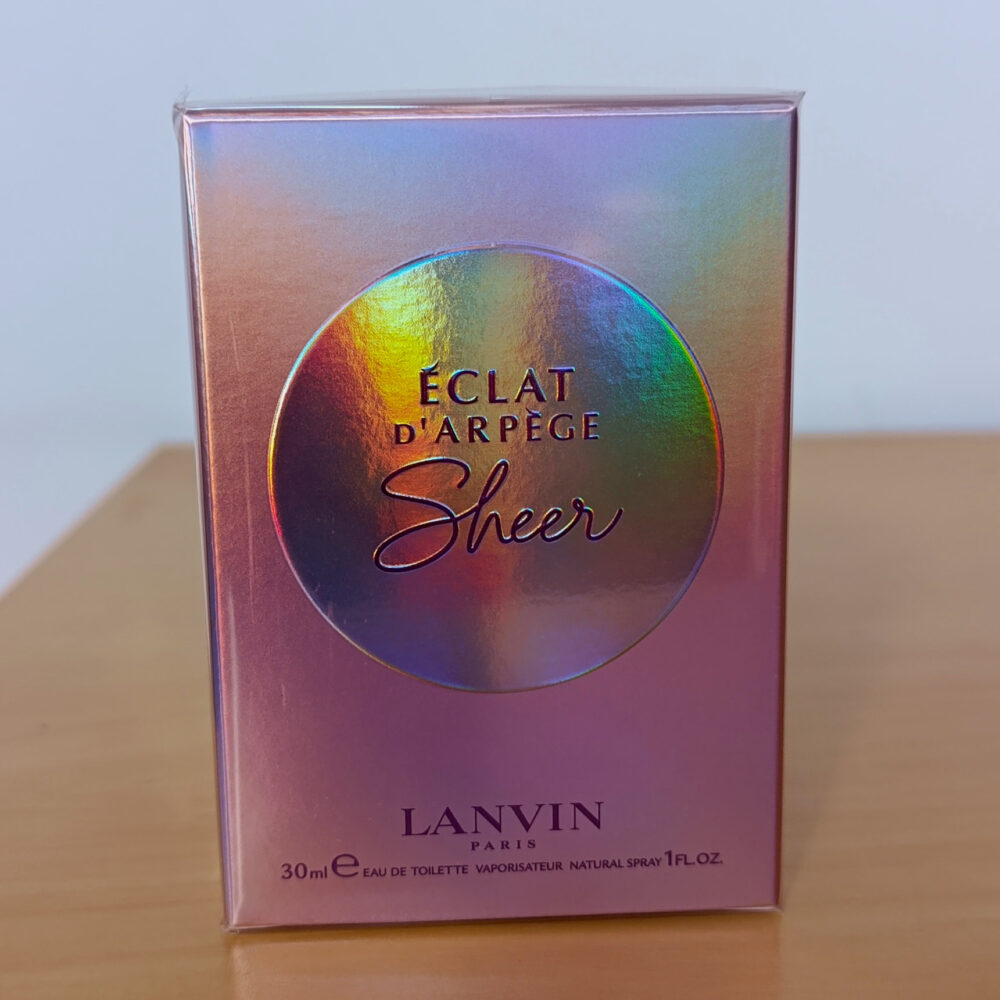 ÉCLAT
D'ARPÈGE
Sheer
LANVIN
PARIS
30ml e EAU DE TOILETTE VAPORISATEUR NATURAL SPRAY 1FL.OZ.